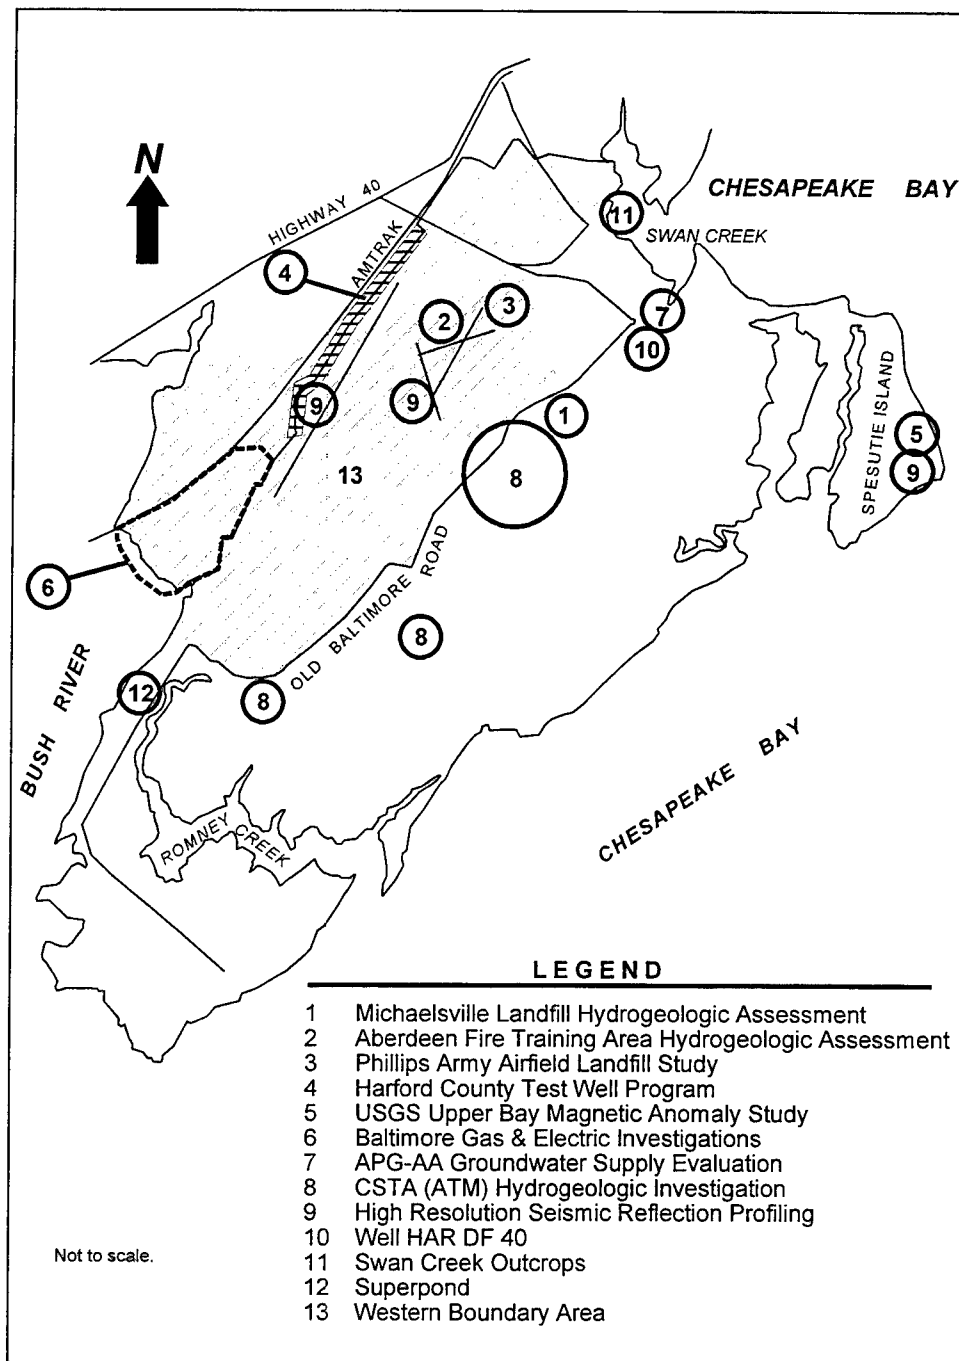 N
HIGHWAY 40
AMTRAK
CHESAPEAKE BAY
11
SWAN CREEK
4
2
3
7
10
9
9
1
SPESUTIE ISLAND
5
9
13
8
6
OLD BALTIMORE ROAD
8
12
8
BUSH RIVER
CHESAPEAKE BAY
ROMNEY CREEK
LEGEND
1 Michaelsville Landfill Hydrogeologic Assessment
2 Aberdeen Fire Training Area Hydrogeologic Assessment
3 Phillips Army Airfield Landfill Study
4 Harford County Test Well Program
5 USGS Upper Bay Magnetic Anomaly Study
6 Baltimore Gas & Electric Investigations
7 APG-AA Groundwater Supply Evaluation
8 CSTA (ATM) Hydrogeologic Investigation
9 High Resolution Seismic Reflection Profiling
10 Well HAR DF 40
11 Swan Creek Outcrops
12 Superpond
13 Western Boundary Area
Not to scale.